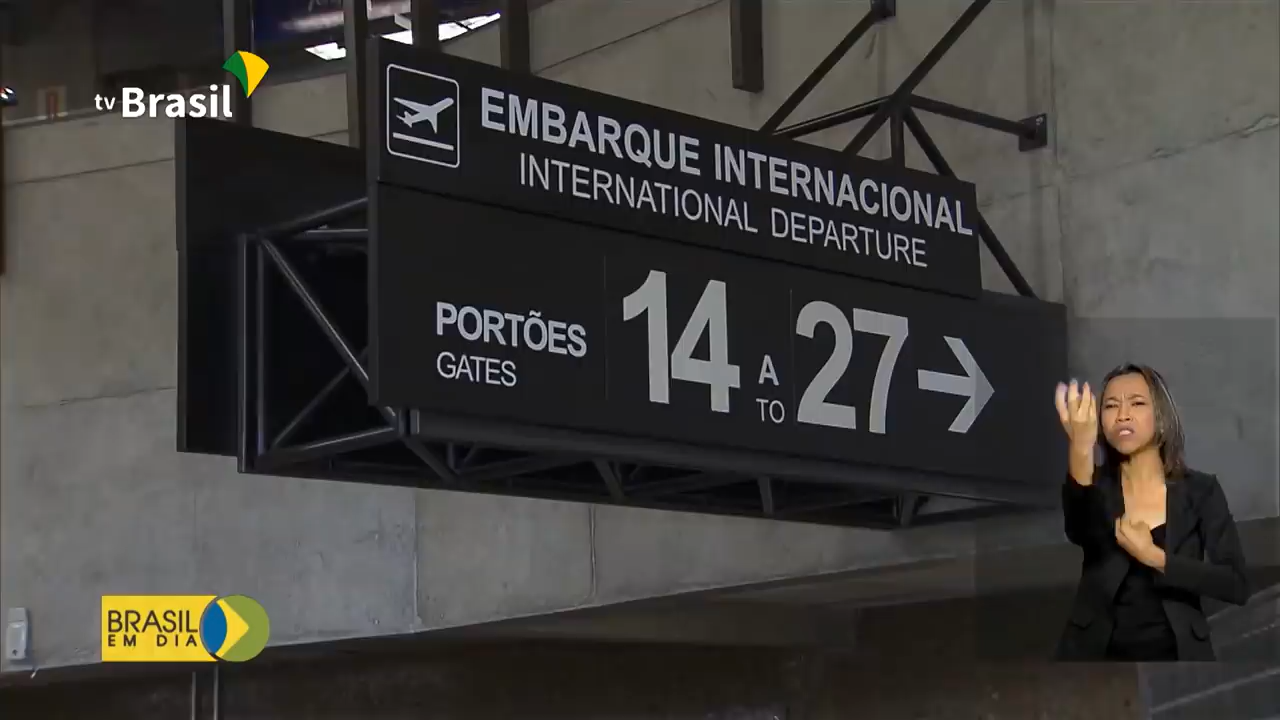 tv Brasil
EMBARQUE INTERNACIONAL
INTERNATIONAL DEPARTURE
PORTÕES
GATES
14 A TO 27
BRASIL
EM DIA